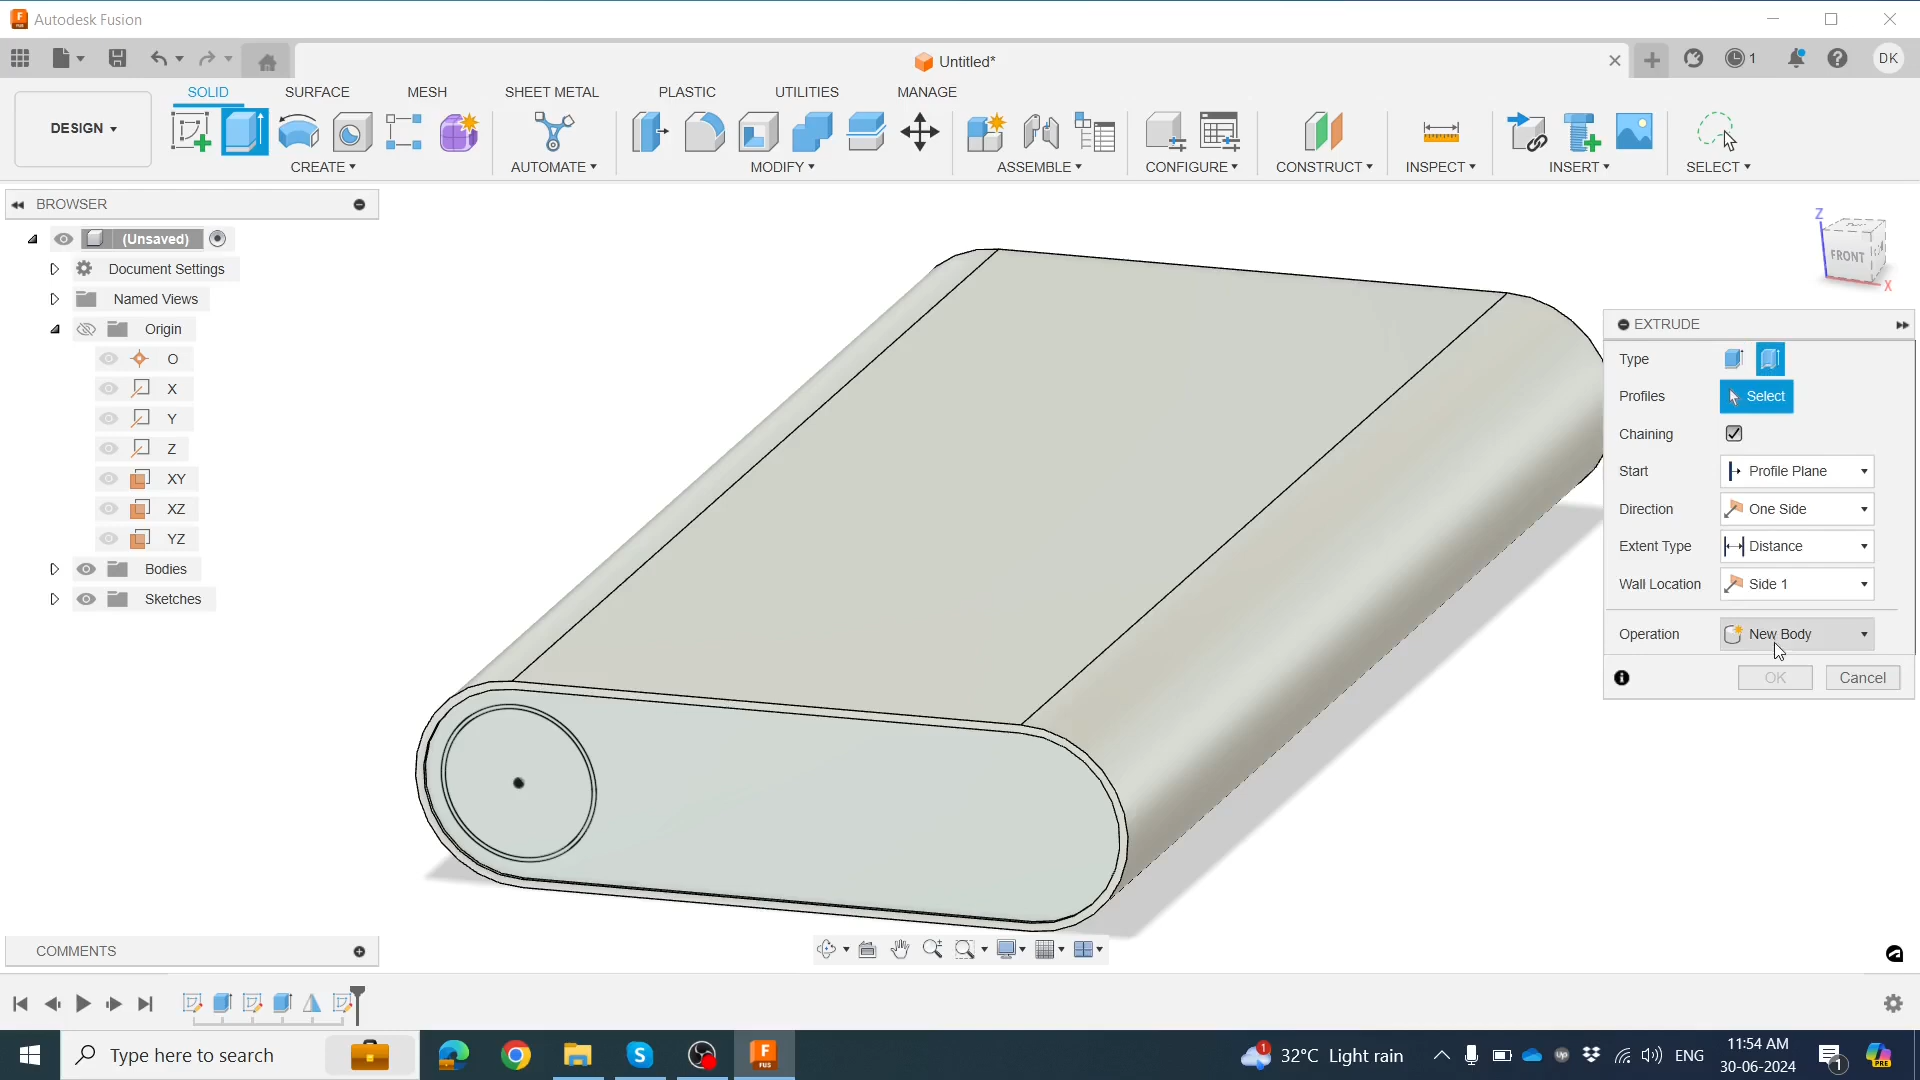 Autodesk Fusion
Untitled*
1
DK
DESIGN
SOLID
SURFACE
MESH
SHEET METAL
PLASTIC
UTILITIES
MANAGE
CREATE
AUTOMATE
MODIFY
ASSEMBLE
CONFIGURE
CONSTRUCT
INSPECT
INSERT
SELECT
BROWSER
(Unsaved)
Document Settings
Named Views
Origin
O
X
Y
Z
XY
XZ
YZ
Bodies
Sketches
Z
FRONT
X
EXTRUDE
Type
Profiles Select
Chaining
Start Profile Plane
Direction One Side
Extent Type Distance
Wall Location Side 1
Operation New Body
OK Cancel
COMMENTS
Type here to search
32°C Light rain
ENG
11:54 AM
30-06-2024
1